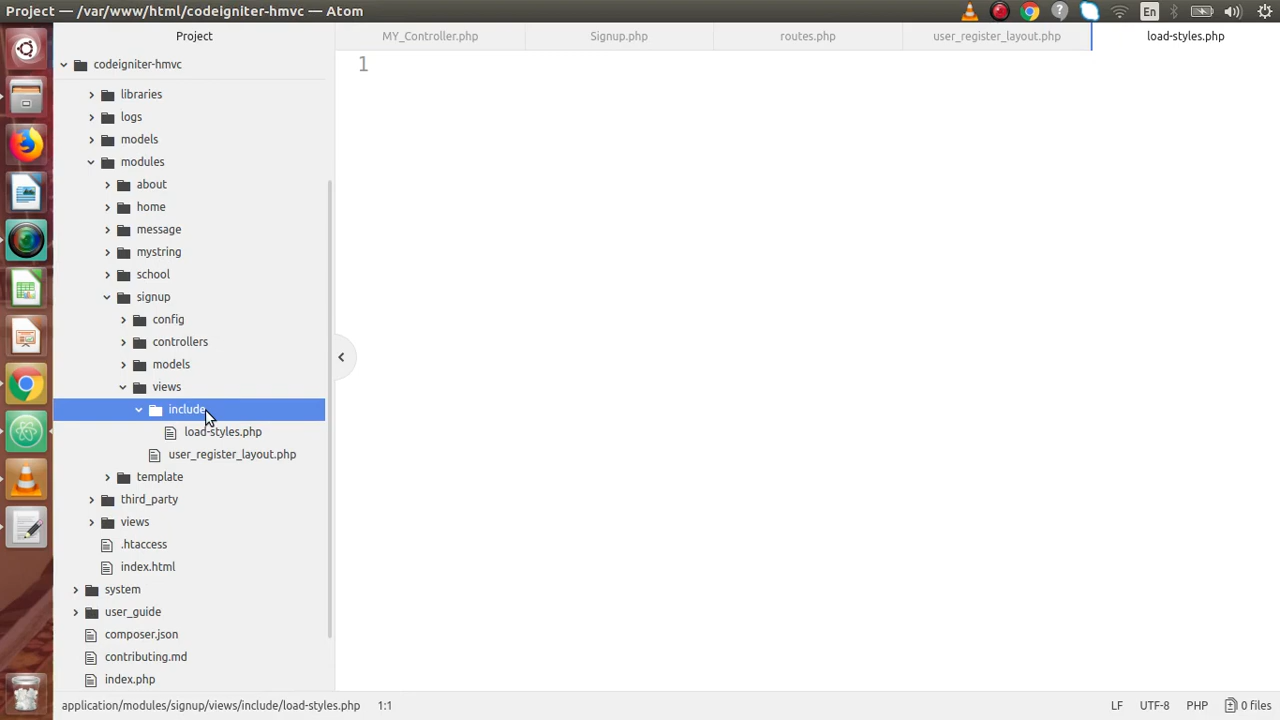 Project — /var/www/html/codeigniter-hmvc — Atom
En
Project
MY_Controller.php
Signup.php
routes.php
user_register_layout.php
load-styles.php
codeigniter-hmvc
1
libraries
logs
models
modules
about
home
message
mystring
school
signup
config
controllers
models
views
include
load-styles.php
user_register_layout.php
template
third_party
views
.htaccess
index.html
system
user_guide
composer.json
contributing.md
index.php
application/modules/signup/views/include/load-styles.php 1:1
LF UTF-8 PHP 0 files